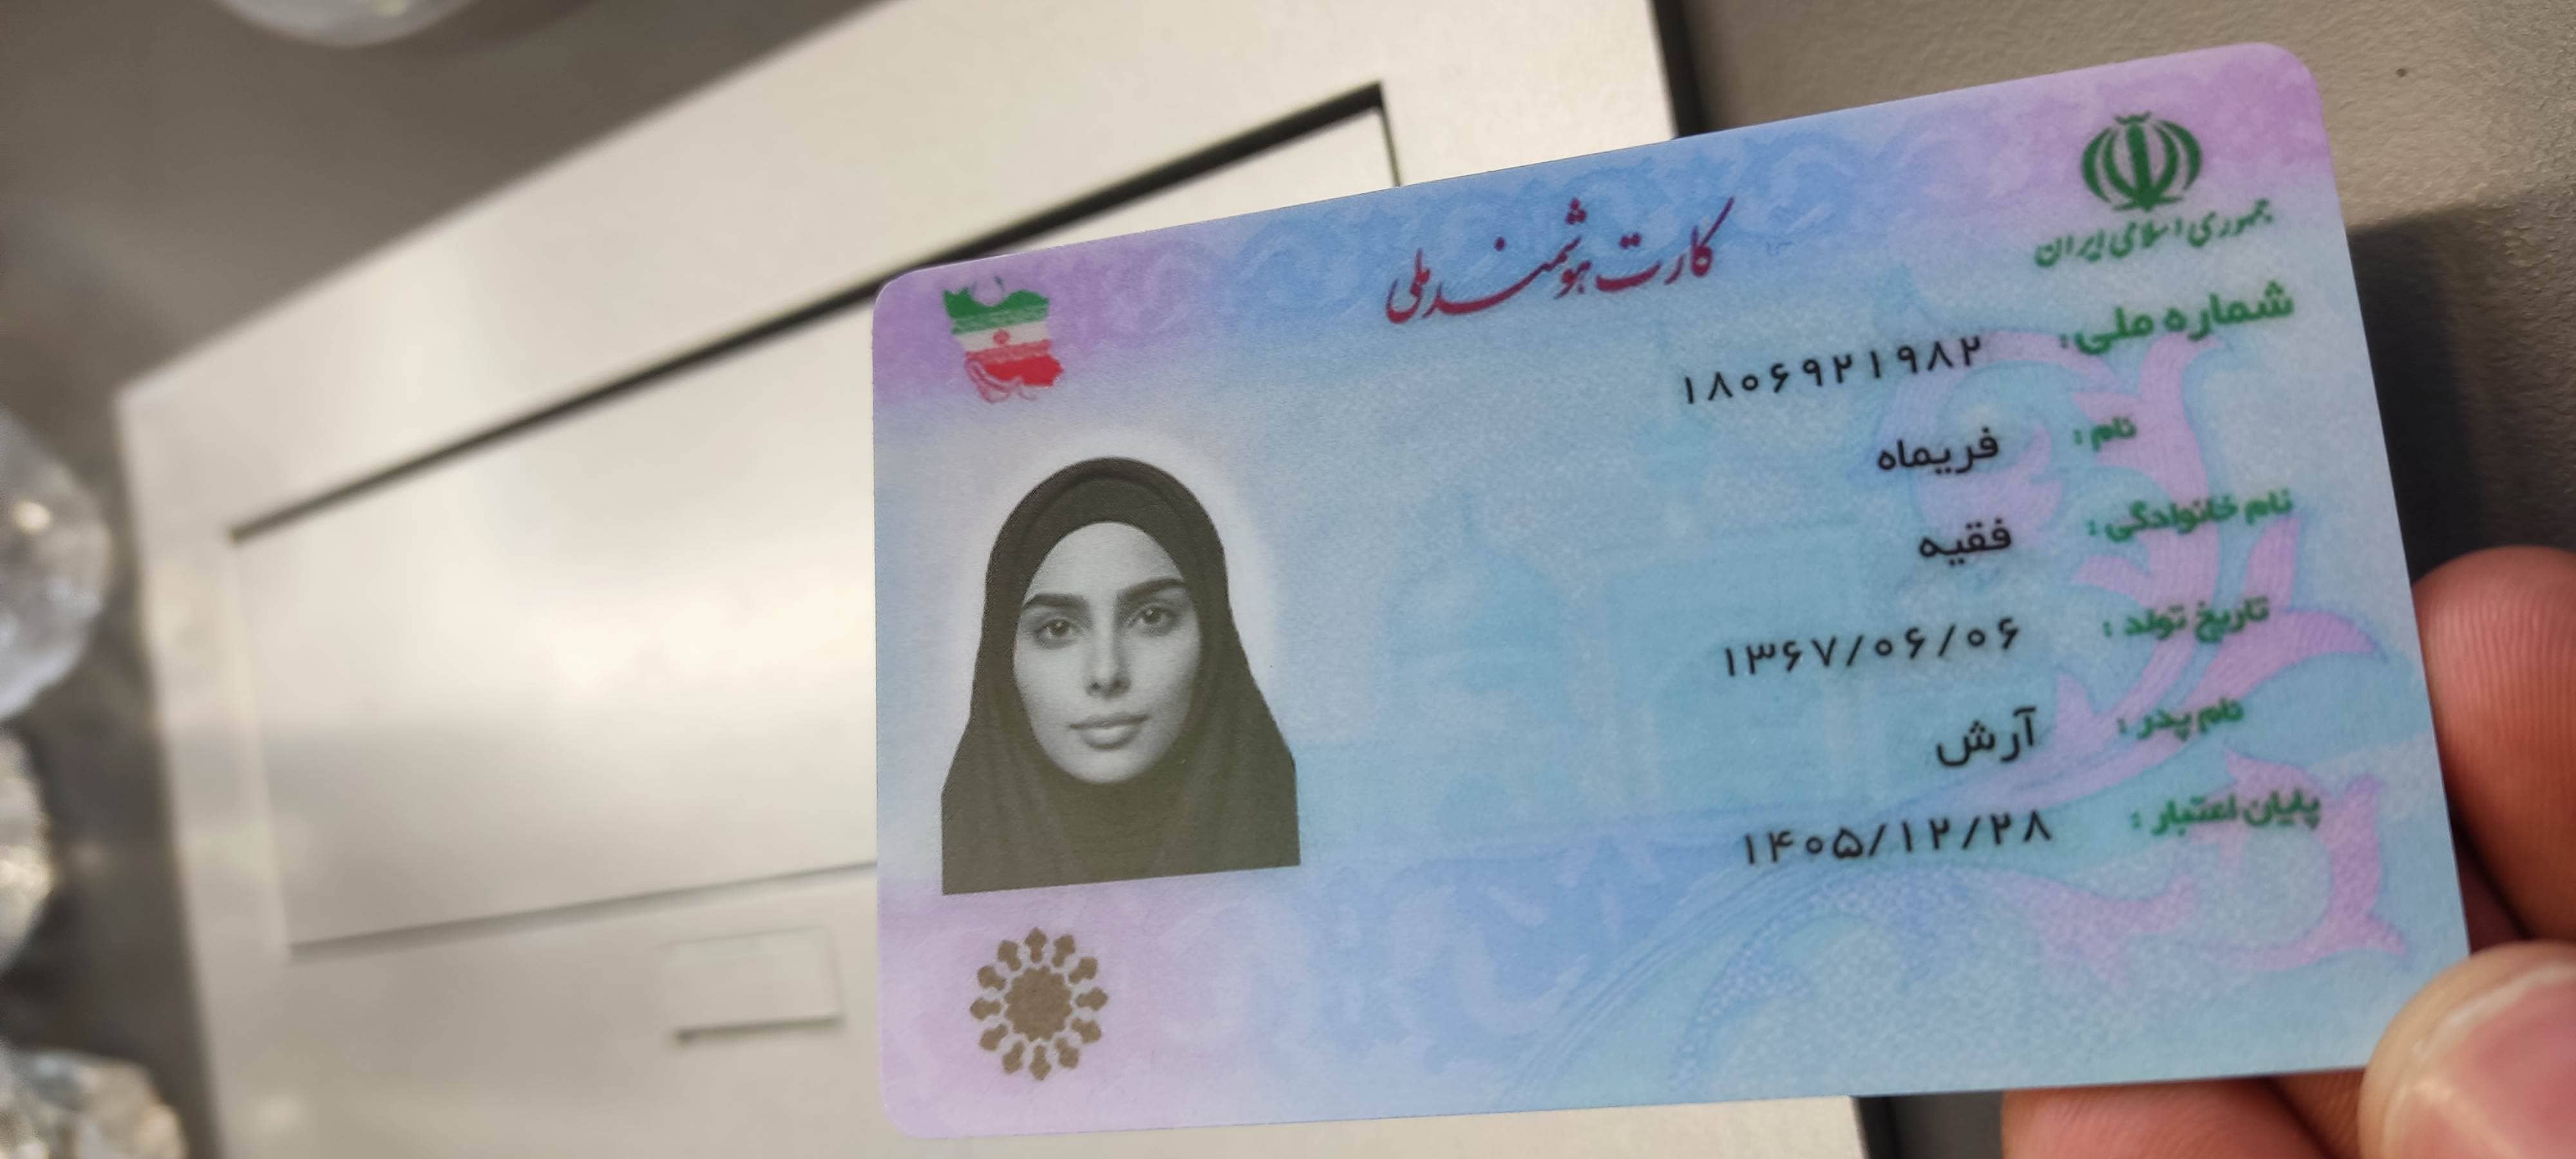 جمهوری اسلامی ایران
کارت هوشمند ملی
شماره ملی: ۱۸۰۶۹۲۱۹۸۲
نام: فریماه
نام خانوادگی: فقیه
تاریخ تولد: ۱۳۶۷/۰۶/۰۶
نام پدر: آرش
پایان اعتبار: ۱۴۰۵/۱۲/۲۸